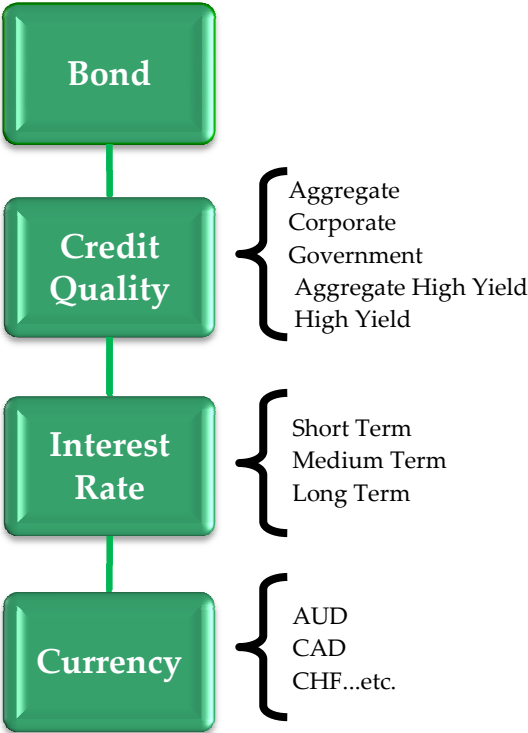 Bond
Credit
Quality
Aggregate
Corporate
Government
Aggregate High Yield
High Yield
Interest
Rate
Short Term
Medium Term
Long Term
Currency
AUD
CAD
CHF...etc.